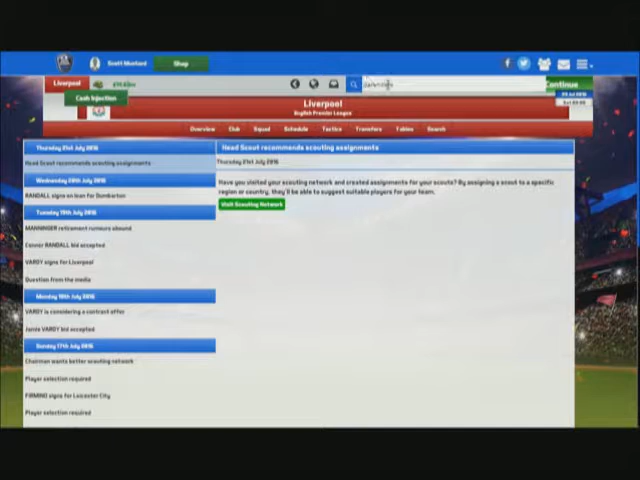 Scott Mustard
Shop
Liverpool
Continue
Cash Injection
Liverpool
English Premier League
Overview Club Squad Schedule Tactics Transfers Tables Search
Thursday 21st July 2016
Head Scout recommends scouting assignments
Wednesday 20th July 2016
RANDALL signs on loan for Dumbarton
Tuesday 19th July 2016
MANNINGER retirement rumours abound
Connor RANDALL bid accepted
VARDY signs for Liverpool
Question from the media
Monday 18th July 2016
VARDY is considering a contract offer
Jamie VARDY bid accepted
Sunday 17th July 2016
Chairman wants better scouting network
Player selection required
FIRMINO signs for Leicester City
Player selection required
Head Scout recommends scouting assignments
Thursday 21st July 2016
Have you visited your scouting network and created assignments for your scouts? By assigning a scout to a specific
region or country, they'll be able to suggest suitable players for your team.
Visit Scouting Network